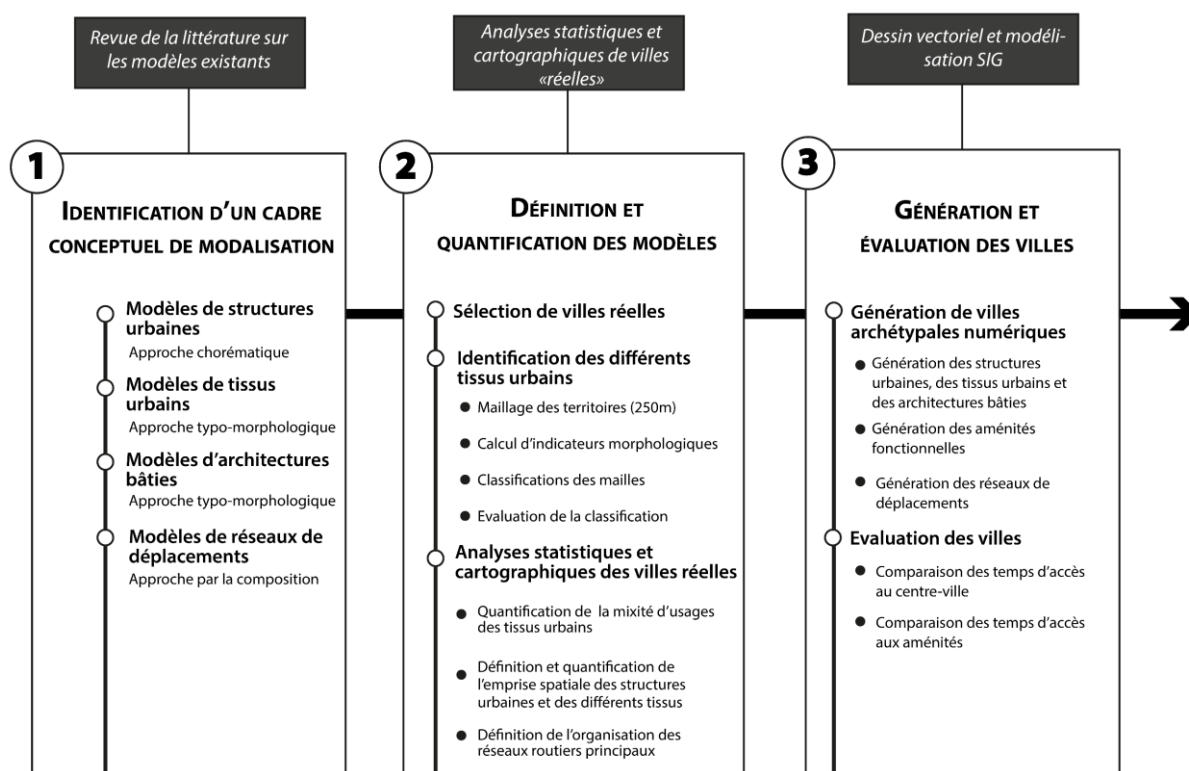 Revue de la littérature sur
les modèles existants
1
IDENTIFICATION D'UN CADRE
CONCEPTUEL DE MODALISATION
Modèles de structures
urbaines
Approche chorématique
Modèles de tissus
urbains
Approche typo-morphologique
Modèles d'architectures
bâties
Approche typo-morphologique
Modèles de réseaux de
déplacements
Approche par la composition
Analyses statistiques et
cartographiques de villes
«réelles»
2
DÉFINITION ET
QUANTIFICATION DES MODÈLES
Sélection de villes réelles
Identification des différents
tissus urbains
Maillage des territoires (250m)
Calcul d'indicateurs morphologiques
Classifications des mailles
Evaluation de la classification
Analyses statistiques et
cartographiques des villes réelles
Quantification de la mixité d'usages
des tissus urbains
Définition et quantification de
l'emprise spatiale des structures
urbaines et des différents tissus
Définition de l'organisation des
réseaux routiers principaux
Dessin vectoriel et modéli-
sation SIG
3
GÉNÉRATION ET
ÉVALUATION DES VILLES
Génération de villes
archétypales numériques
Génération des structures
urbaines, des tissus urbains et
des architectures bâties
Génération des aménités
fonctionnelles
Génération des réseaux de
déplacements
Evaluation des villes
Comparaison des temps d'accès
au centre-ville
Comparaison des temps d'accès
aux aménités